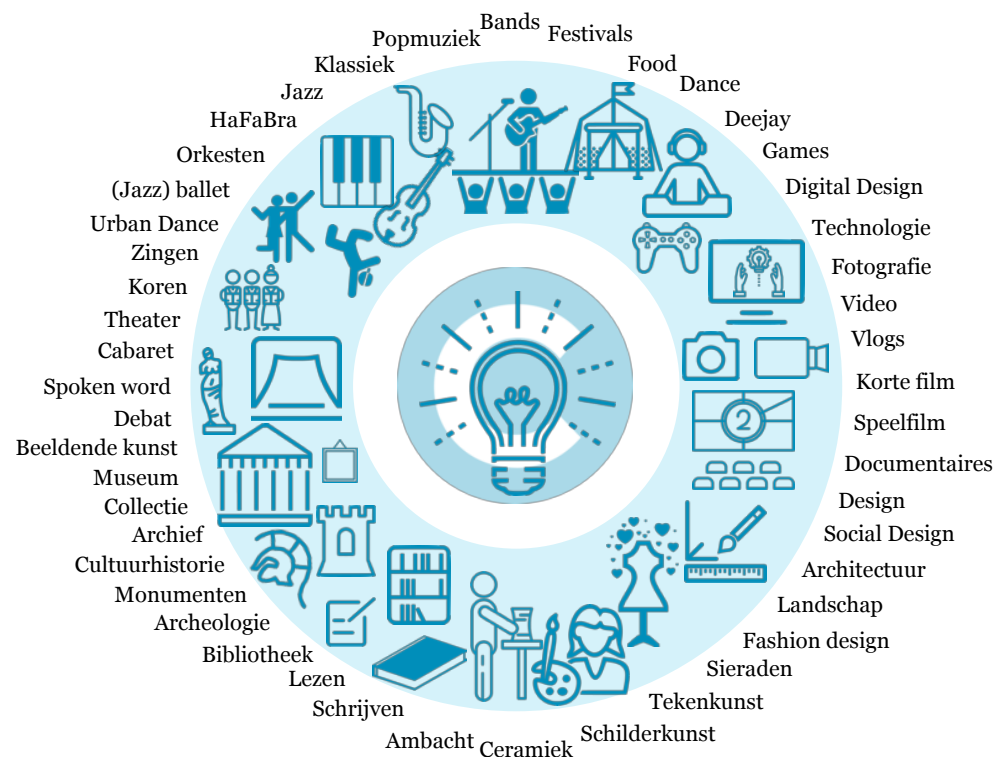 Bands
Festivals
Food
Dance
Deejay
Games
Digital Design
Technologie
Fotografie
Video
Vlogs
Korte film
Speelfilm
Documentaires
Design
Social Design
Architectuur
Landschap
Fashion design
Sieraden
Tekenkunst
Schilderkunst
Ceramiek
Ambacht
Schrijven
Lezen
Bibliotheek
Archeologie
Monumenten
Cultuurhistorie
Archief
Collectie
Museum
Beeldende kunst
Debat
Spoken word
Cabaret
Theater
Koren
Zingen
Urban Dance
(Jazz) ballet
Orkesten
HaFaBra
Jazz
Klassiek
Popmuziek
2